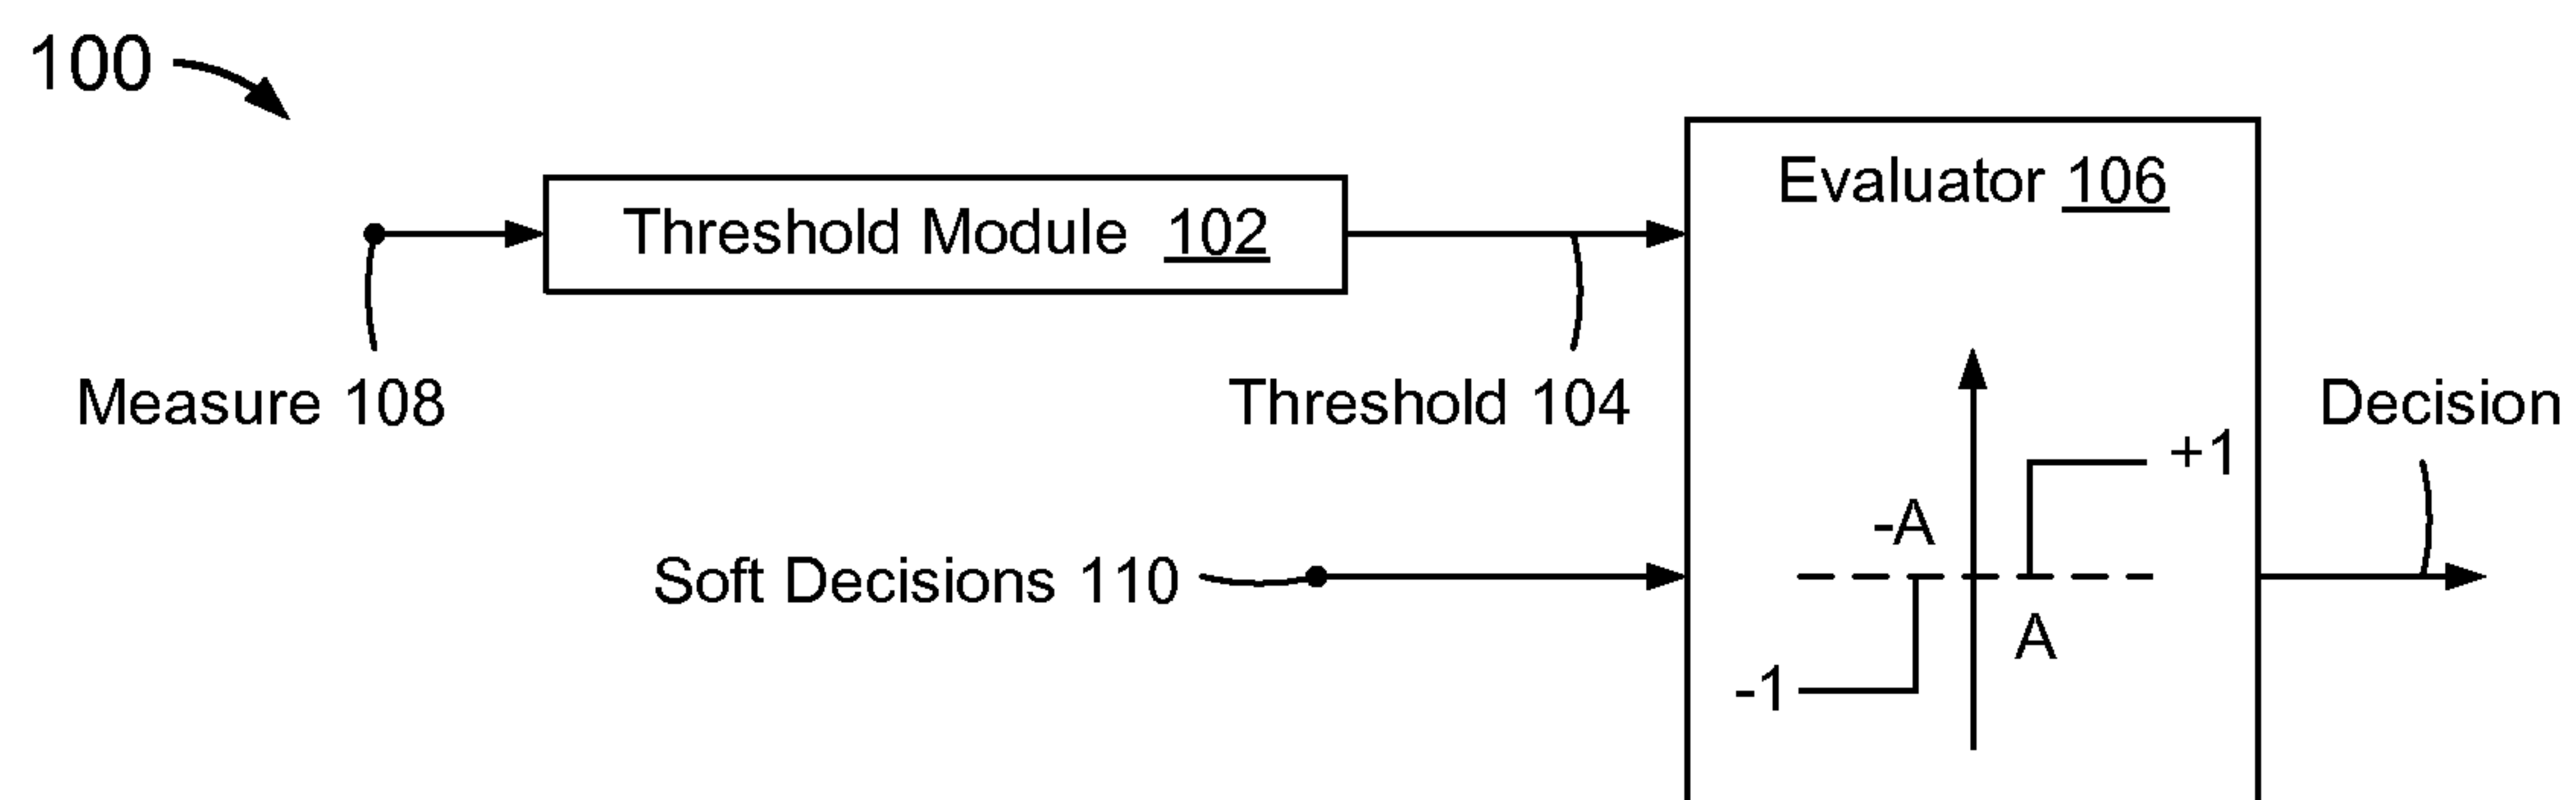 100
Evaluator 106
Threshold Module 102
Measure 108
Threshold 104
Decision
+1
-A
Soft Decisions 110
A
-1